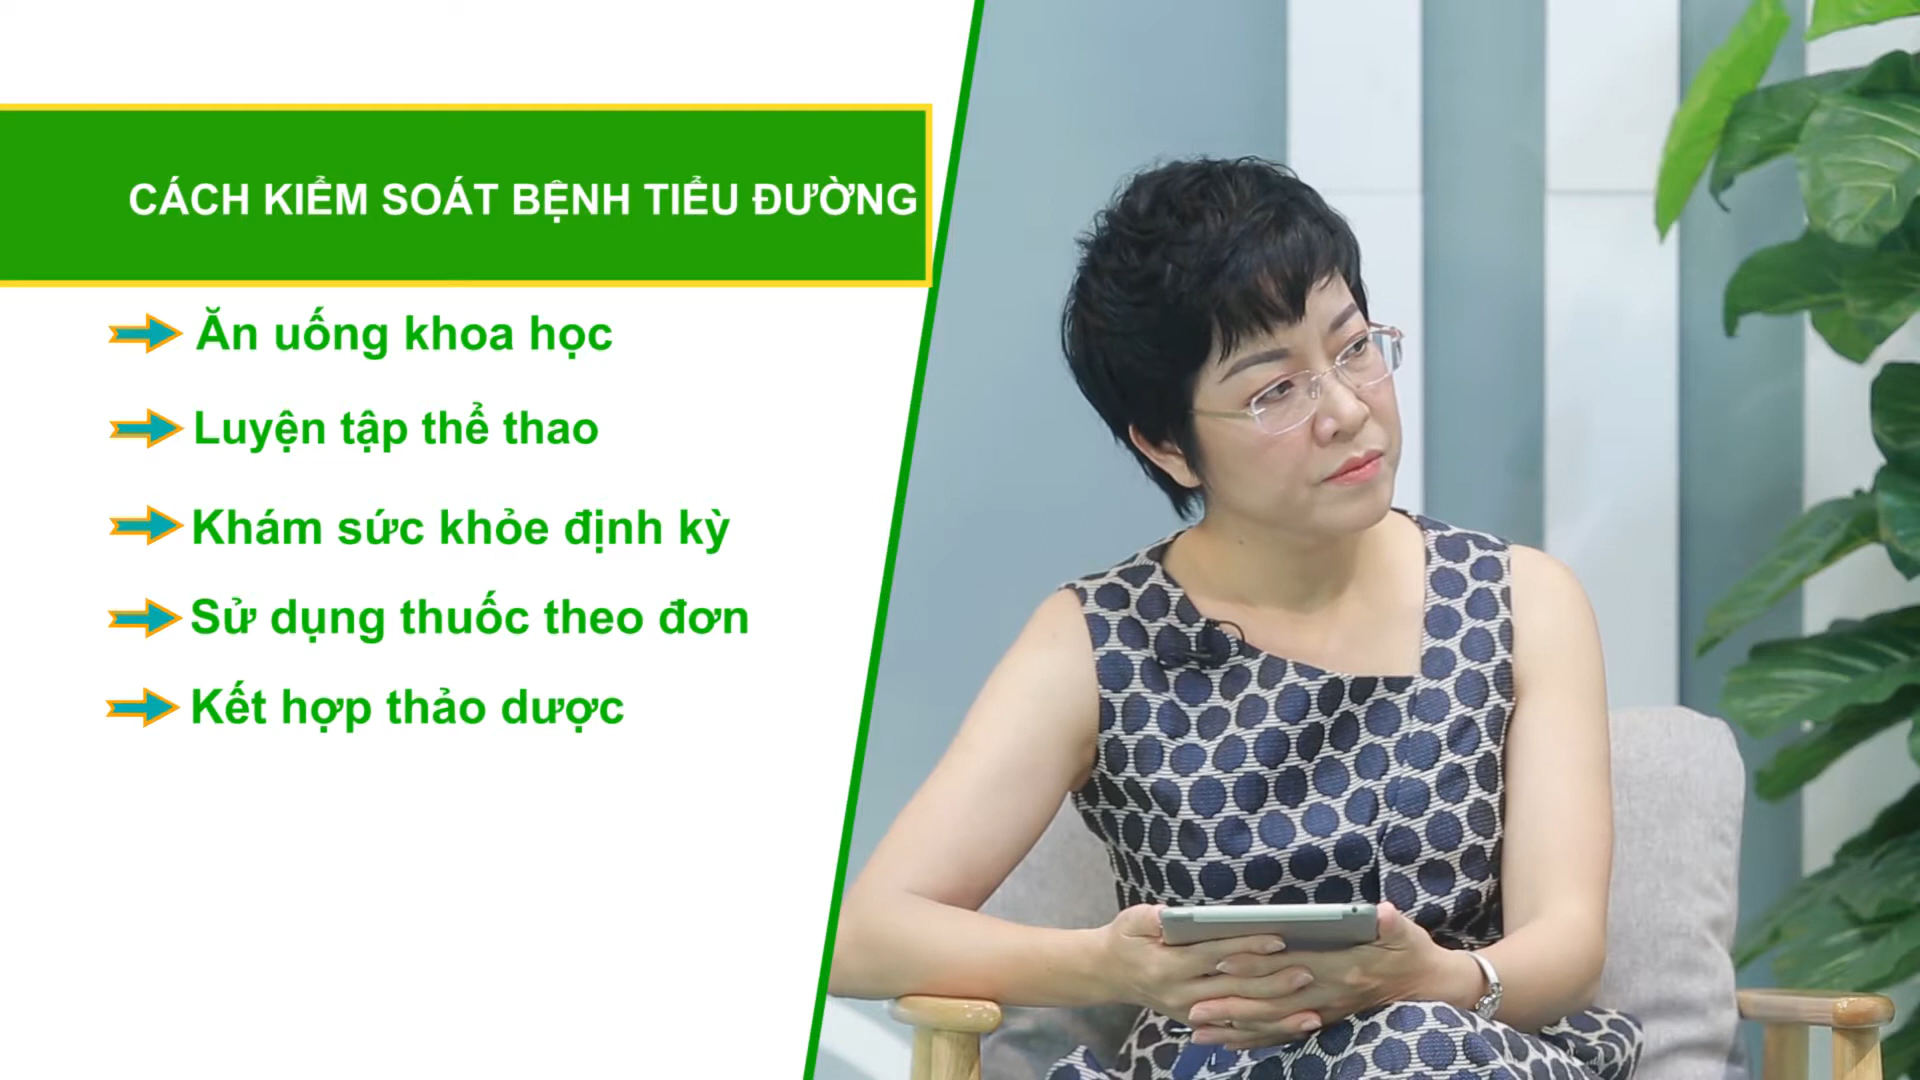 CÁCH KIỂM SOÁT BỆNH TIỂU ĐƯỜNG
Ăn uống khoa học
Luyện tập thể thao
Khám sức khỏe định kỳ
Sử dụng thuốc theo đơn
Kết hợp thảo dược